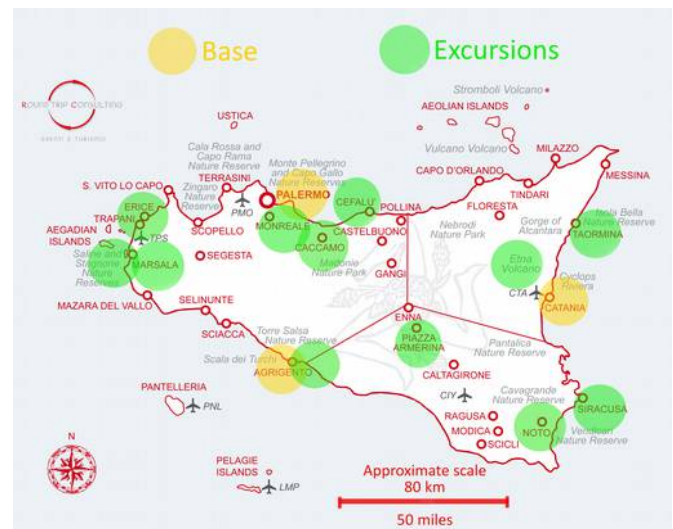 Base
Excursions
ROUND TRIP CONSULTING
EVENTI E TURISMO
Stromboli Volcano
AEOLIAN ISLANDS
USTICA
Vulcano Volcano
Cala Rossa and
Capo Rama
Nature Reserve
Monte Pellegrino
and Capo Gallo
Nature Reserves
MILAZZO
MESSINA
CAPO D'ORLANDO
TINDARI
S. VITO LO CAPO
TERRASINI
PALERMO
Zingaro
Nature
Reserve
PMO
CEFALU'
POLLINA
FLORESTA
Isola Bella
Nature Reserve
ERICE
TRAPANI
TPS
SCOPELLO
MONREALE
CACCAMO
CASTELBUONO
Nebrodi
Nature Park
Gorge of
Alcantara
TAORMINA
AEGADIAN
ISLANDS
Saline and
Stagnone
Nature
Reserves
MARSALA
SEGESTA
Madonie
Nature Park
GANGI
Etna
Volcano
Cyclops
Riviera
CTA
CATANIA
MAZARA DEL VALLO
SELINUNTE
SCIACCA
ENNA
PIAZZA
ARMERINA
Torre Salsa
Nature Reserve
Scala dei Turchi
AGRIGENTO
Pantalica
Nature Reserve
CALTAGIRONE
PANTELLERIA
PNL
CIY
Cavagrande
Nature Reserve
SIRACUSA
RAGUSA
MODICA
SCICLI
NOTO
Vendicari
Nature Reserve
N
PELAGIE
ISLANDS
LMP
Approximate scale
80 km
50 miles